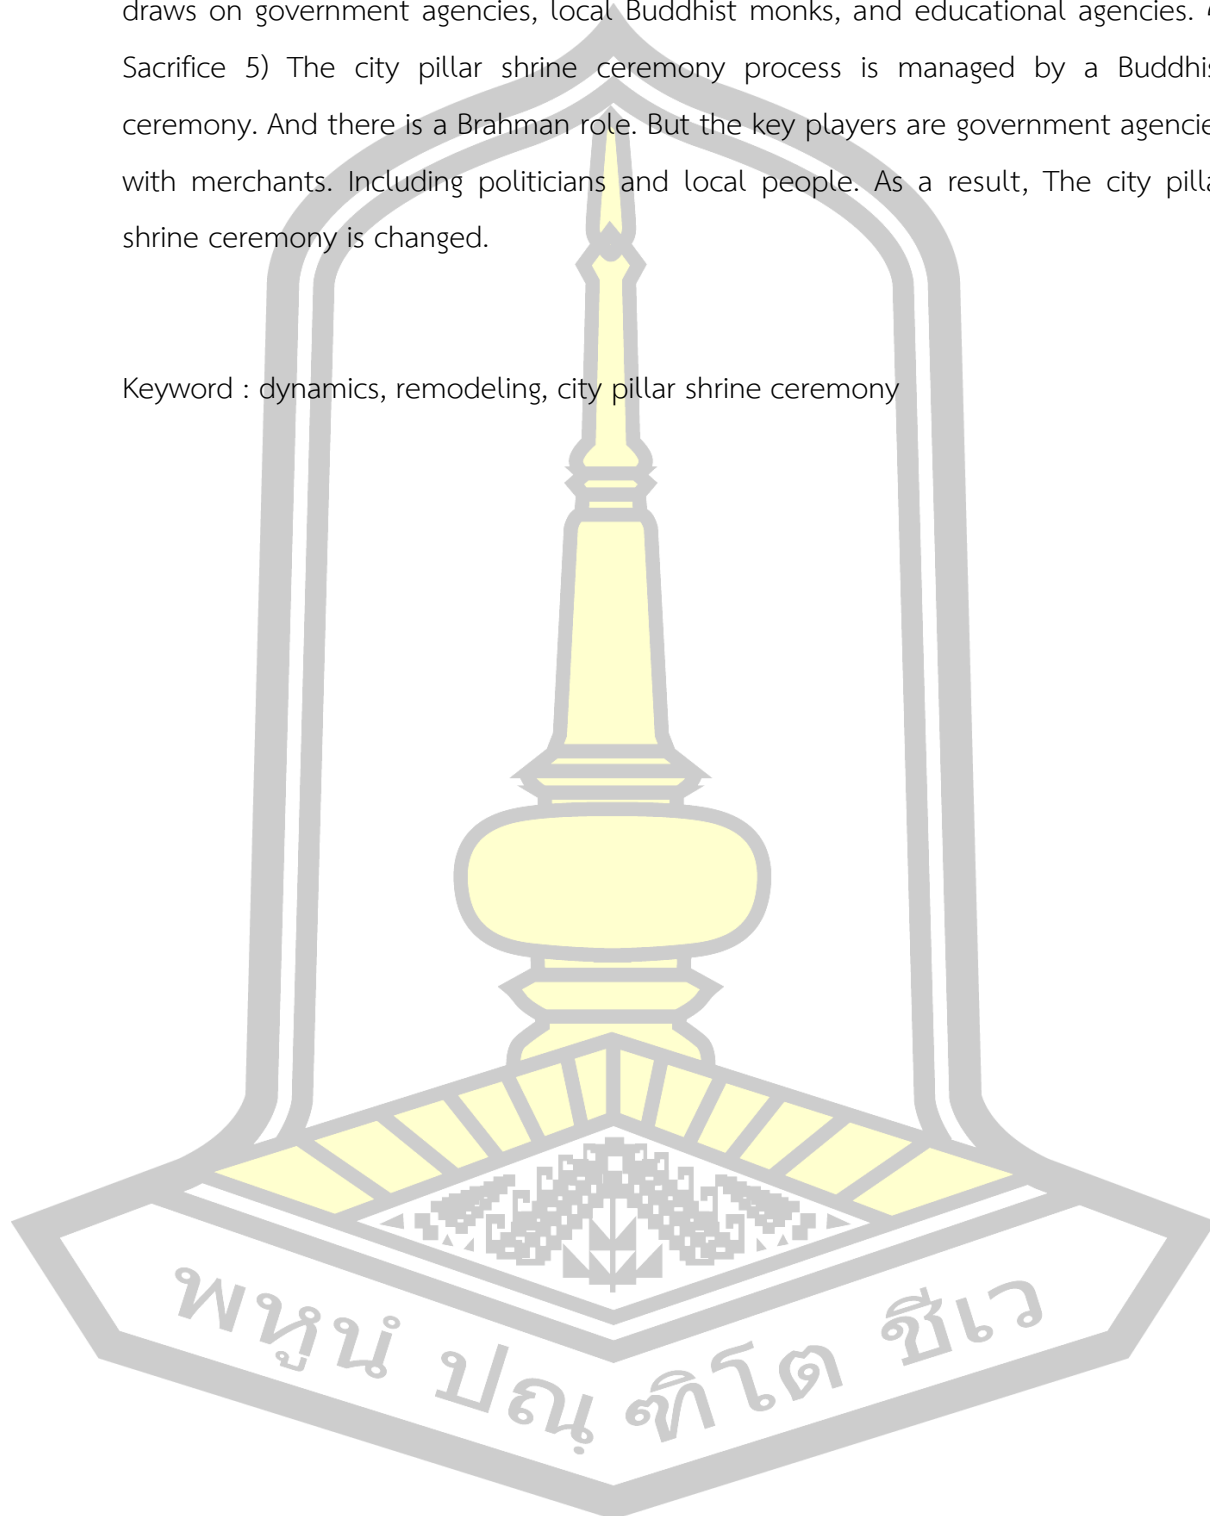 draws on government agencies, local Buddhist monks, and educational agencies.
Sacrifice 5) The city pillar shrine ceremony process is managed by a Buddhis
ceremony. And there is a Brahman role. But the key players are government agencie
with merchants. Including politicians and local people. As a result, The city pilla
shrine ceremony is changed.
Keyword : dynamics, remodeling, city pillar shrine ceremony
พหูนํ ปณฺฑิโต ชีเว